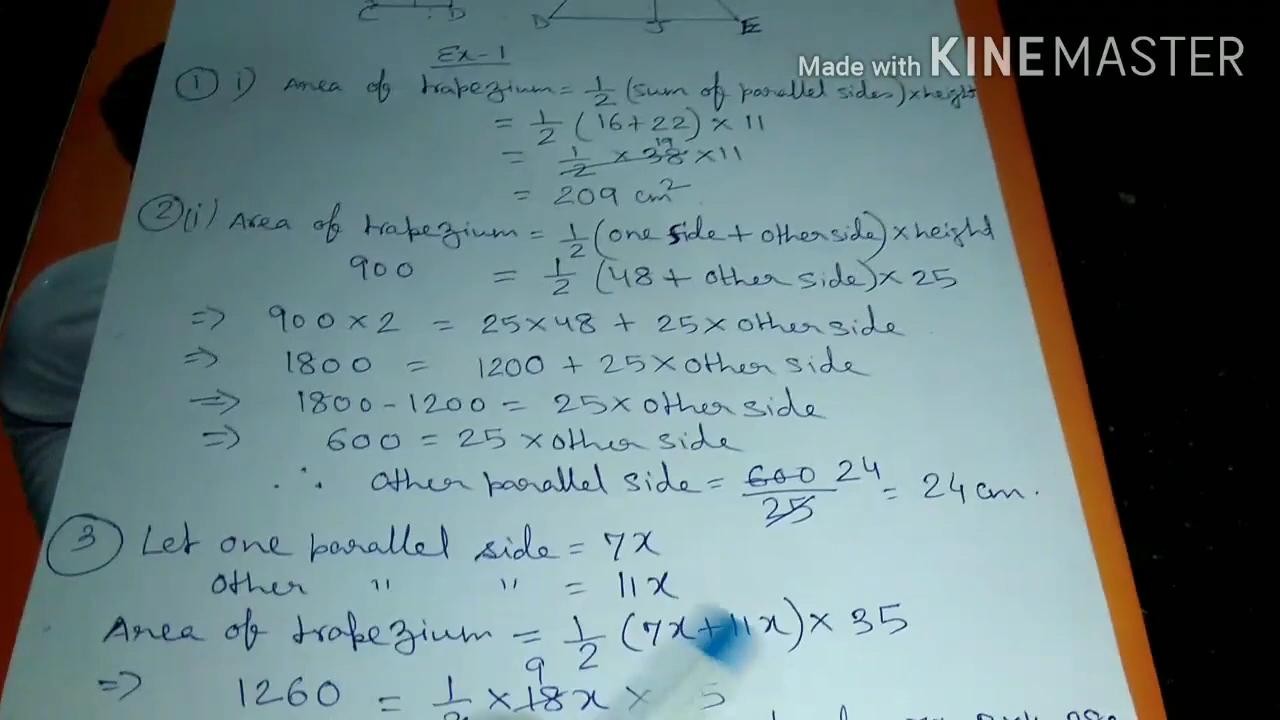 C D D J E
Made with KINEMASTER
Ex-1
① i) Area of trapezium = 1/2 (sum of parallel sides) × height
= 1/2 (16+22) × 11
= 1/2 × 38 19 × 11
= 209 cm²
② (i) Area of trapezium = 1/2 (one side + other side) × height
900 = 1/2 (48 + other side) × 25
⇒ 900 × 2 = 25 × 48 + 25 × other side
⇒ 1800 = 1200 + 25 × other side
⇒ 1800 - 1200 = 25 × other side
⇒ 600 = 25 × other side
∴ Other parallel side = 600/25 24 = 24 cm.
③ Let one parallel side = 7x
Other " " = 11x
Area of trapezium = 1/2 (7x+11x) × 35
⇒ 1260 = 1/2 × 18x 9 × 5